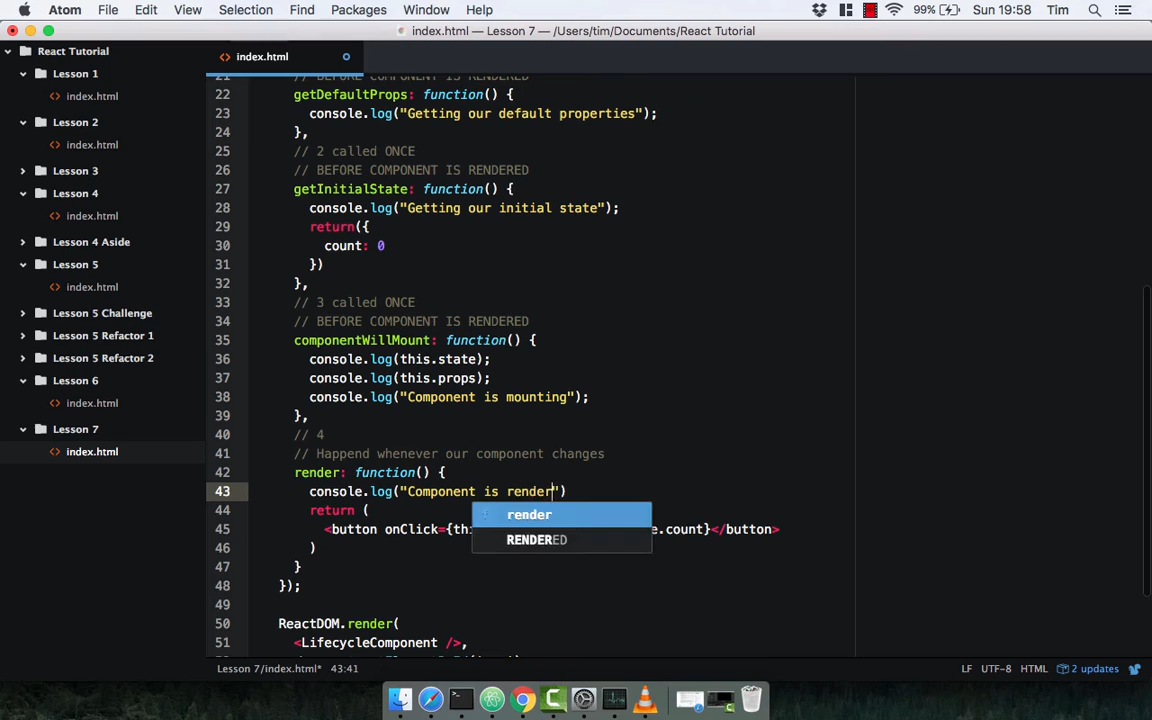 Atom File Edit View Selection Find Packages Window Help 99% Sun 19:58 Tim
index.html — Lesson 7 — /Users/tim/Documents/React Tutorial
React Tutorial
Lesson 1
index.html
Lesson 2
index.html
Lesson 3
Lesson 4
index.html
Lesson 4 Aside
Lesson 5
index.html
Lesson 5 Challenge
Lesson 5 Refactor 1
Lesson 5 Refactor 2
Lesson 6
index.html
Lesson 7
index.html
index.html
21 // BEFORE COMPONENT IS RENDERED
22 getDefaultProps: function() {
23 console.log("Getting our default properties");
24 },
25 // 2 called ONCE
26 // BEFORE COMPONENT IS RENDERED
27 getInitialState: function() {
28 console.log("Getting our initial state");
29 return({
30 count: 0
31 })
32 },
33 // 3 called ONCE
34 // BEFORE COMPONENT IS RENDERED
35 componentWillMount: function() {
36 console.log(this.state);
37 console.log(this.props);
38 console.log("Component is mounting");
39 },
40 // 4
41 // Happend whenever our component changes
42 render: function() {
43 console.log("Component is render")
44 return (
render
45 <button onClick={thi e.count}</button>
RENDERED
46 )
47 }
48 });
49
50 ReactDOM.render(
51 <LifecycleComponent />,
Lesson 7/index.html* 43:41 LF UTF-8 HTML 2 updates